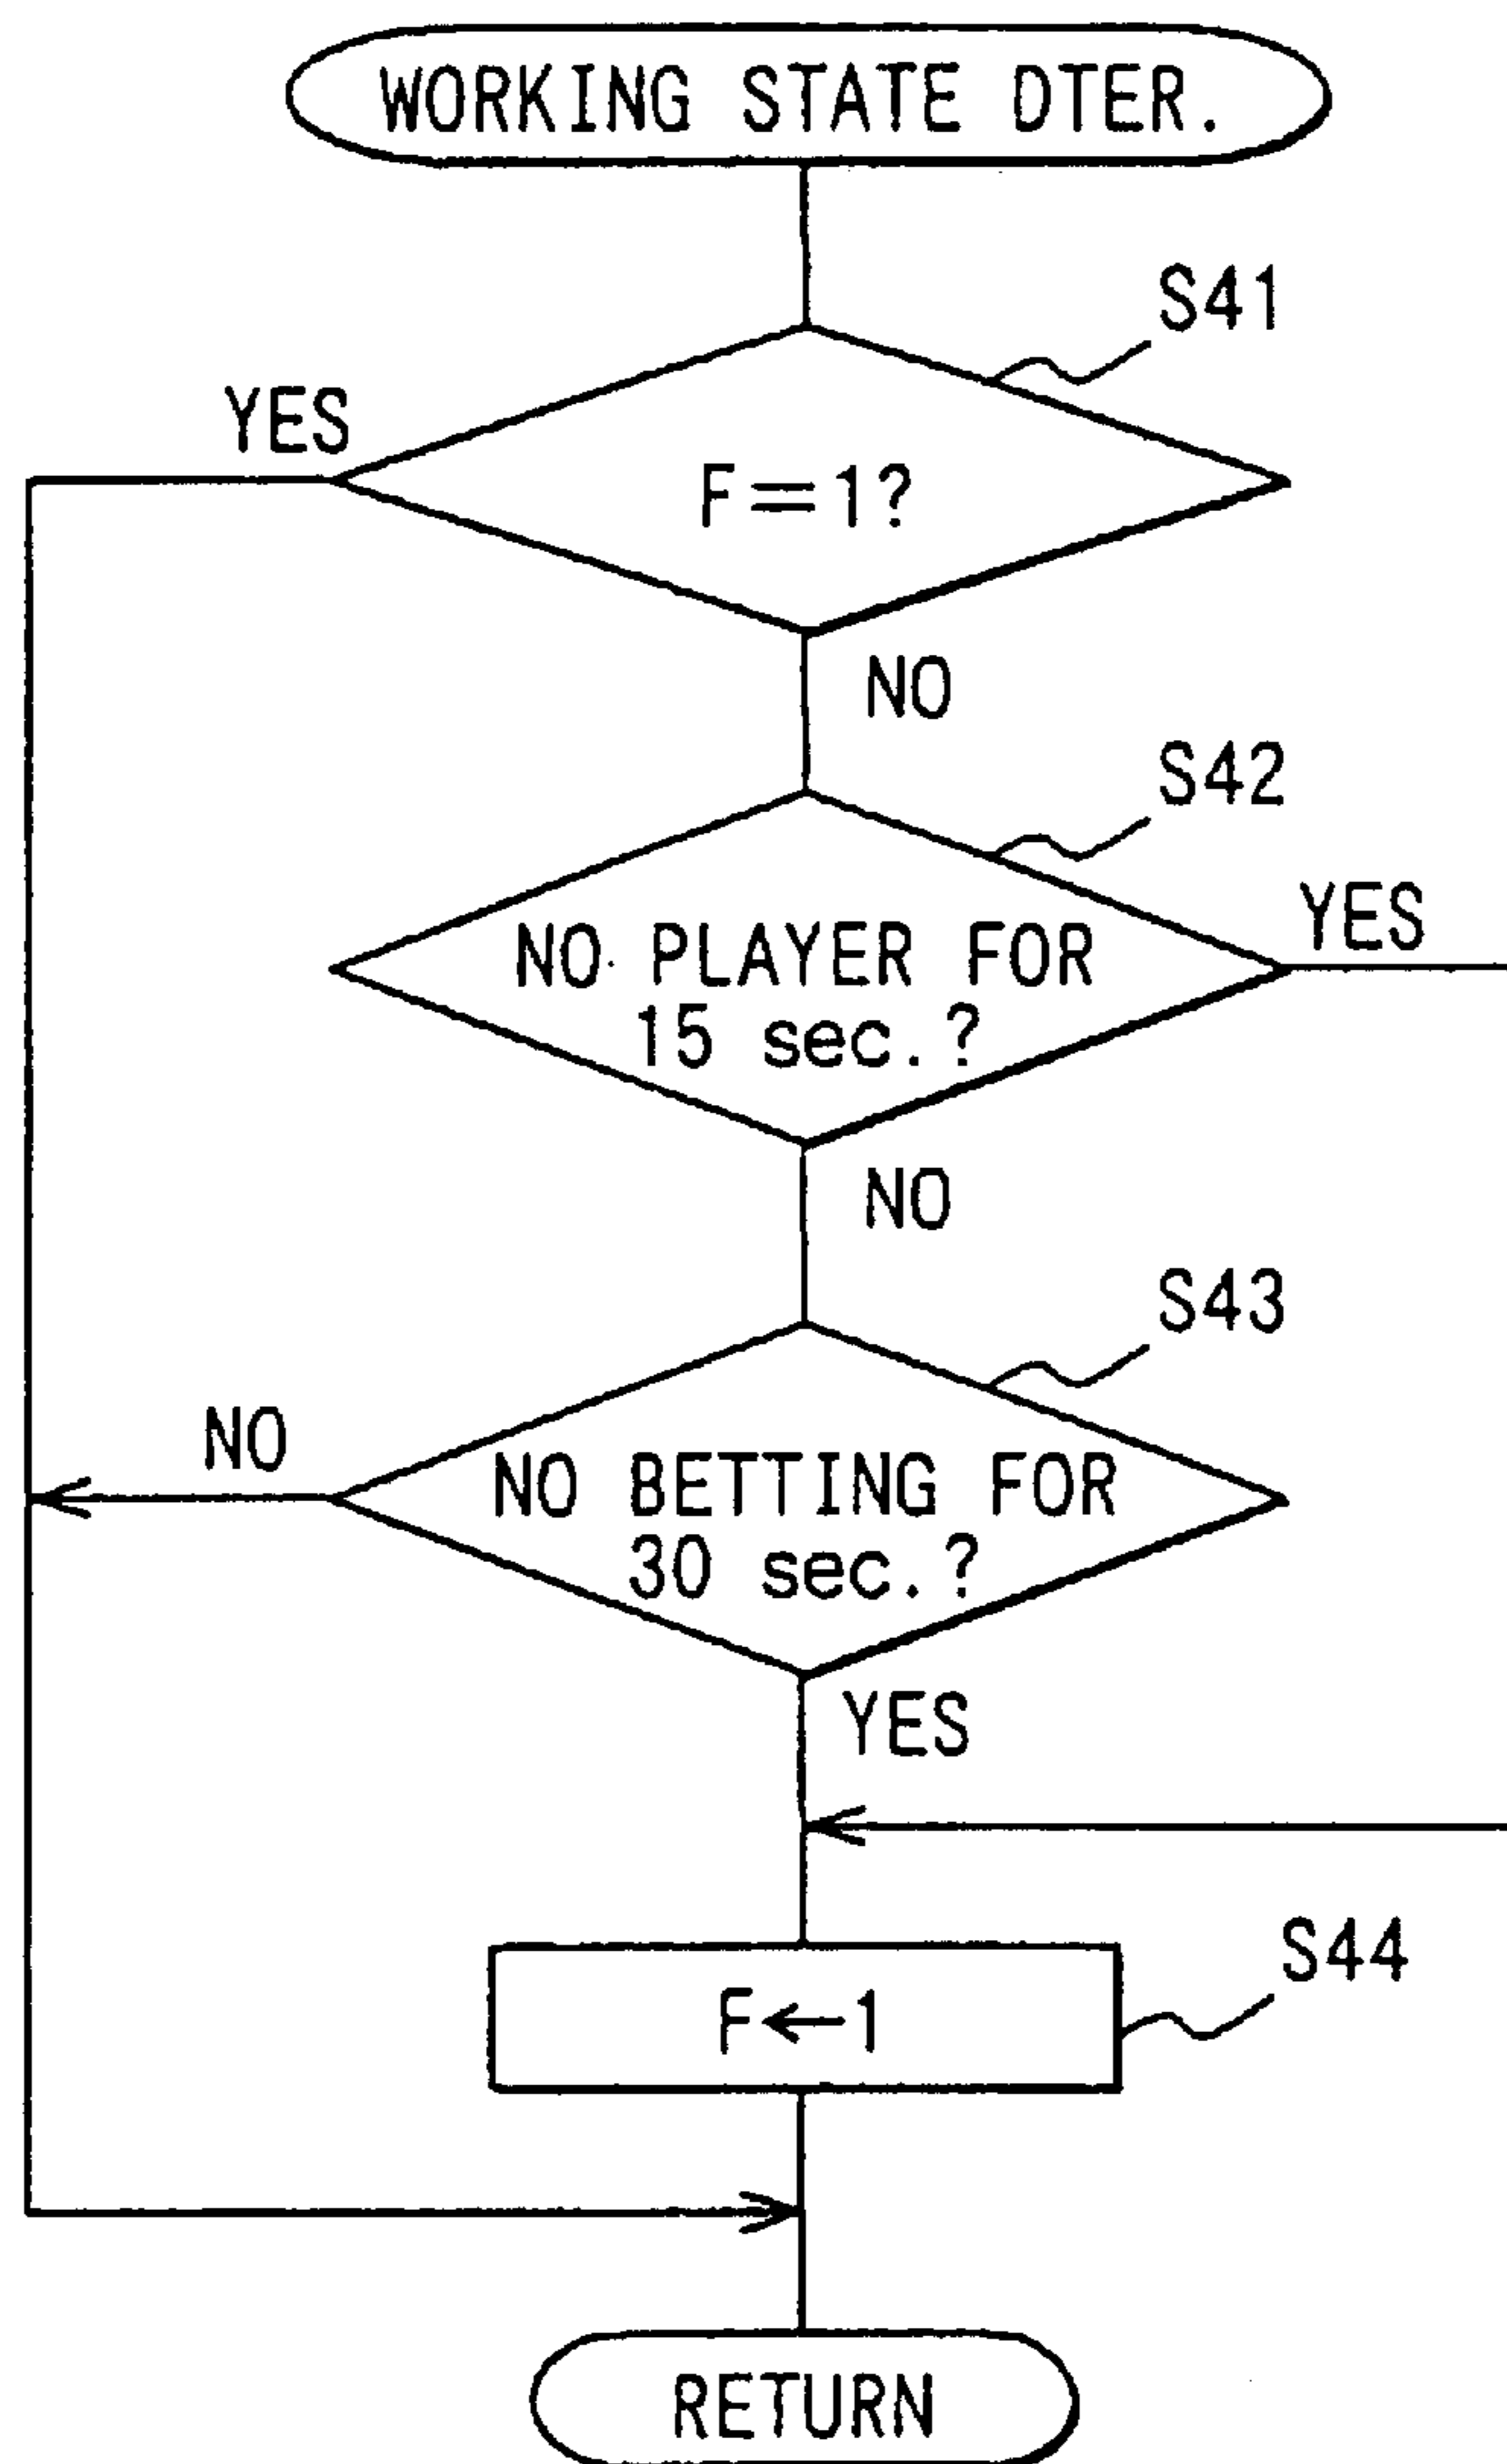 WORKING STATE DTER.
S41
YES
F=1?
NO
S42
YES
NO PLAYER FOR
15 sec.?
NO
S43
NO
NO BETTING FOR
30 sec.?
YES
S44
F←1
RETURN